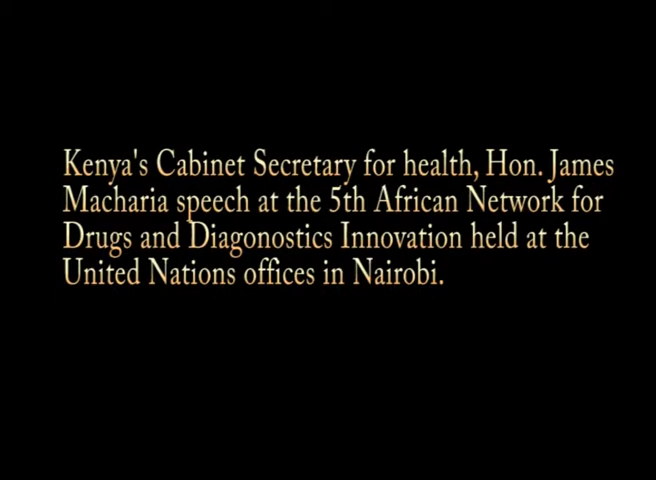 Kenya's Cabinet Secretary for health, Hon. James
Macharia speech at the 5th African Network for
Drugs and Diagonostics Innovation held at the
United Nations offices in Nairobi.